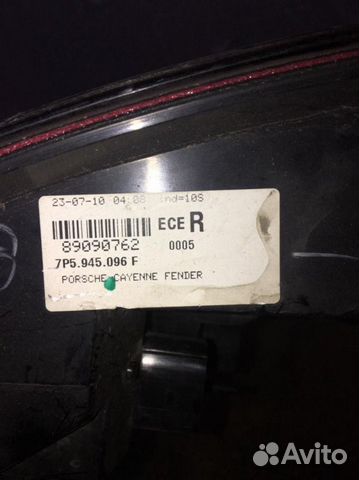 23-07-10 04:08 ind=10S
ECE R
89090762 0005
7P5.945.096 F
PORSCHE CAYENNE FENDER
Avito